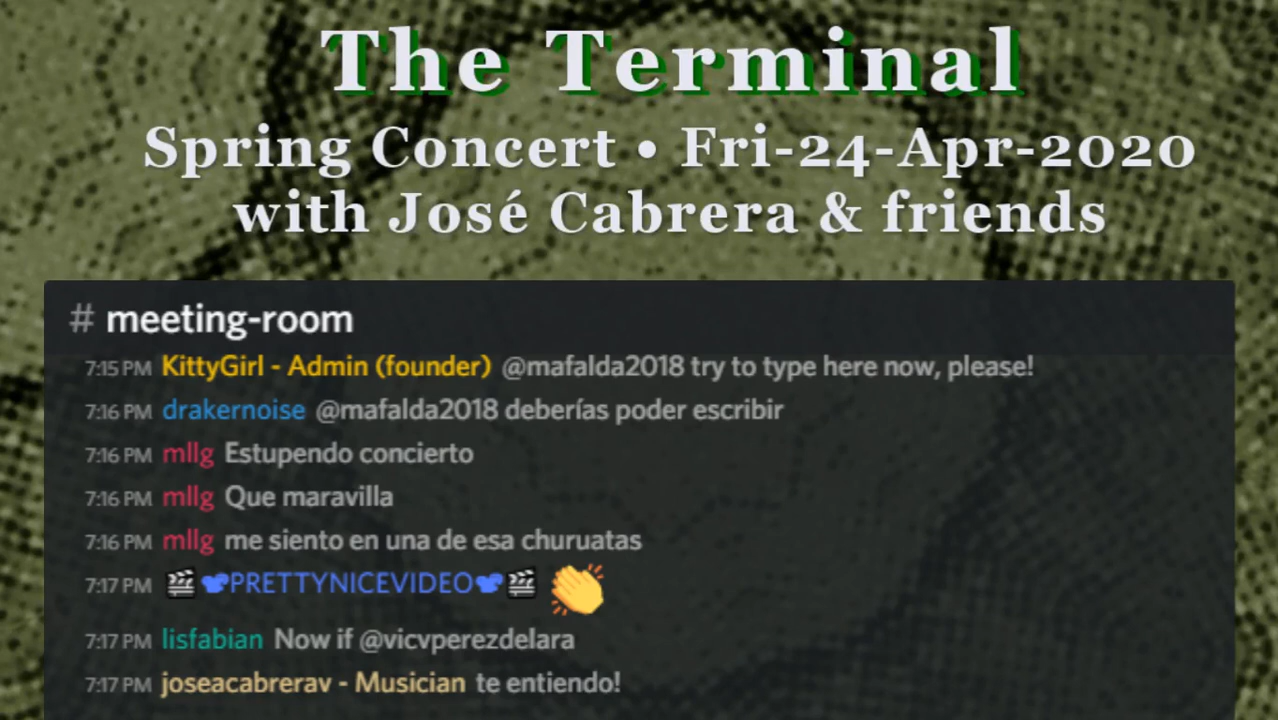 The Terminal
Spring Concert • Fri-24-Apr-2020
with José Cabrera & friends
# meeting-room
7:15 PM KittyGirl - Admin (founder) @mafalda2018 try to type here now, please!
7:16 PM drakernoise @mafalda2018 deberías poder escribir
7:16 PM mllg Estupendo concierto
7:16 PM mllg Que maravilla
7:16 PM mllg me siento en una de esa churuatas
7:17 PM 🎬📽PRETTYNICEVIDEO📽🎬 👏
7:17 PM lisfabian Now if @vicvperezdelara
7:17 PM joseacabrerav - Musician te entiendo!